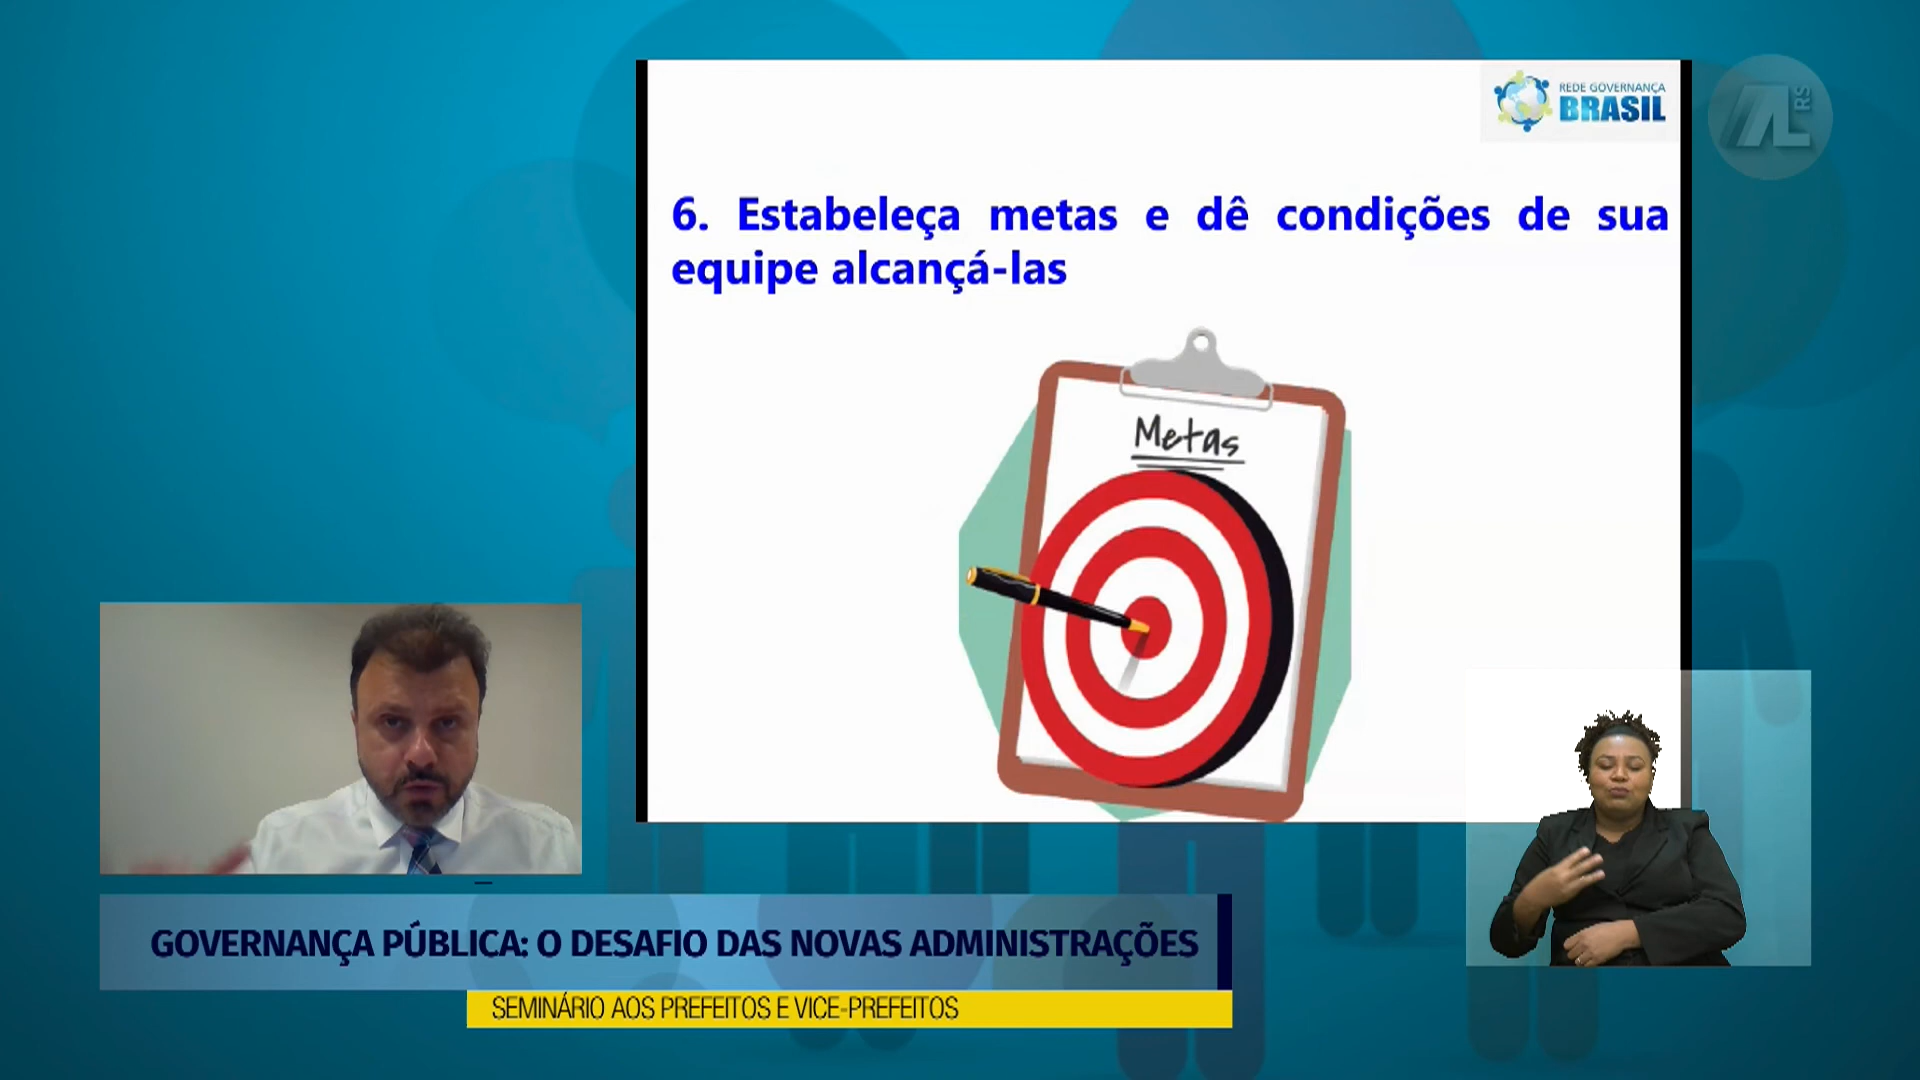 REDE GOVERNANÇA
BRASIL
ALRS
6. Estabeleça metas e dê condições de sua
equipe alcançá-las
Metas
GOVERNANÇA PÚBLICA: O DESAFIO DAS NOVAS ADMINISTRAÇÕES
SEMINÁRIO AOS PREFEITOS E VICE-PREFEITOS